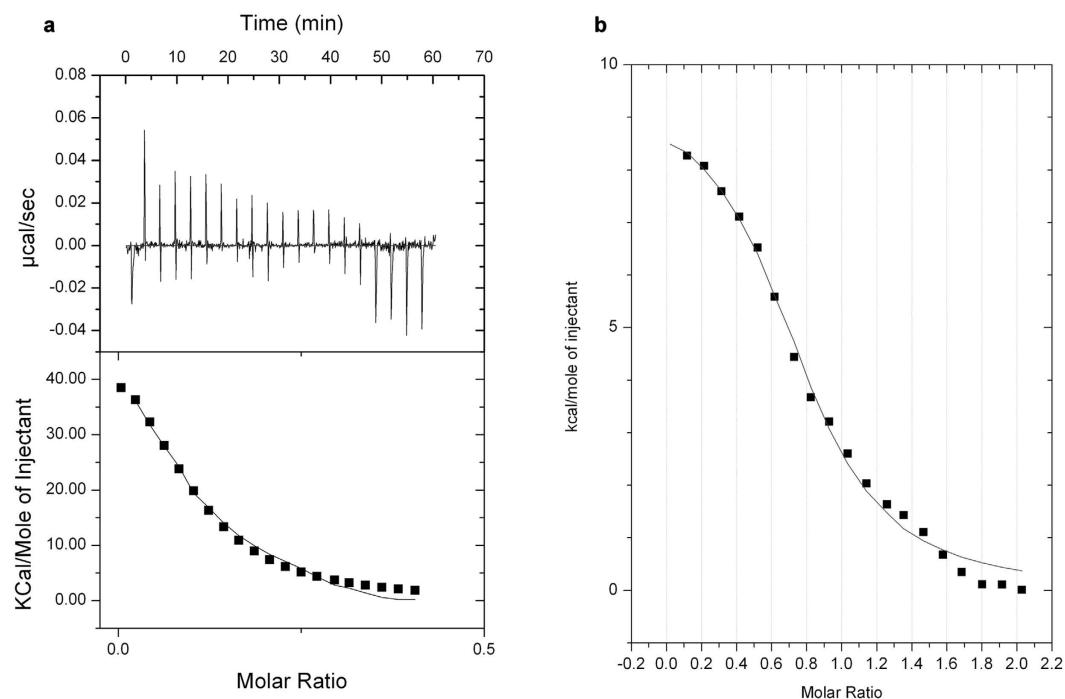 a
Time (min)
0 10 20 30 40 50 60 70
0.08
0.06
0.04
0.02
0.00
-0.02
-0.04
µcal/sec
40.00
30.00
20.00
10.00
0.00
KCal/Mole of Injectant
0.0 0.5
Molar Ratio
b
10
5
0
kcal/mole of injectant
-0.2 0.0 0.2 0.4 0.6 0.8 1.0 1.2 1.4 1.6 1.8 2.0 2.2
Molar Ratio